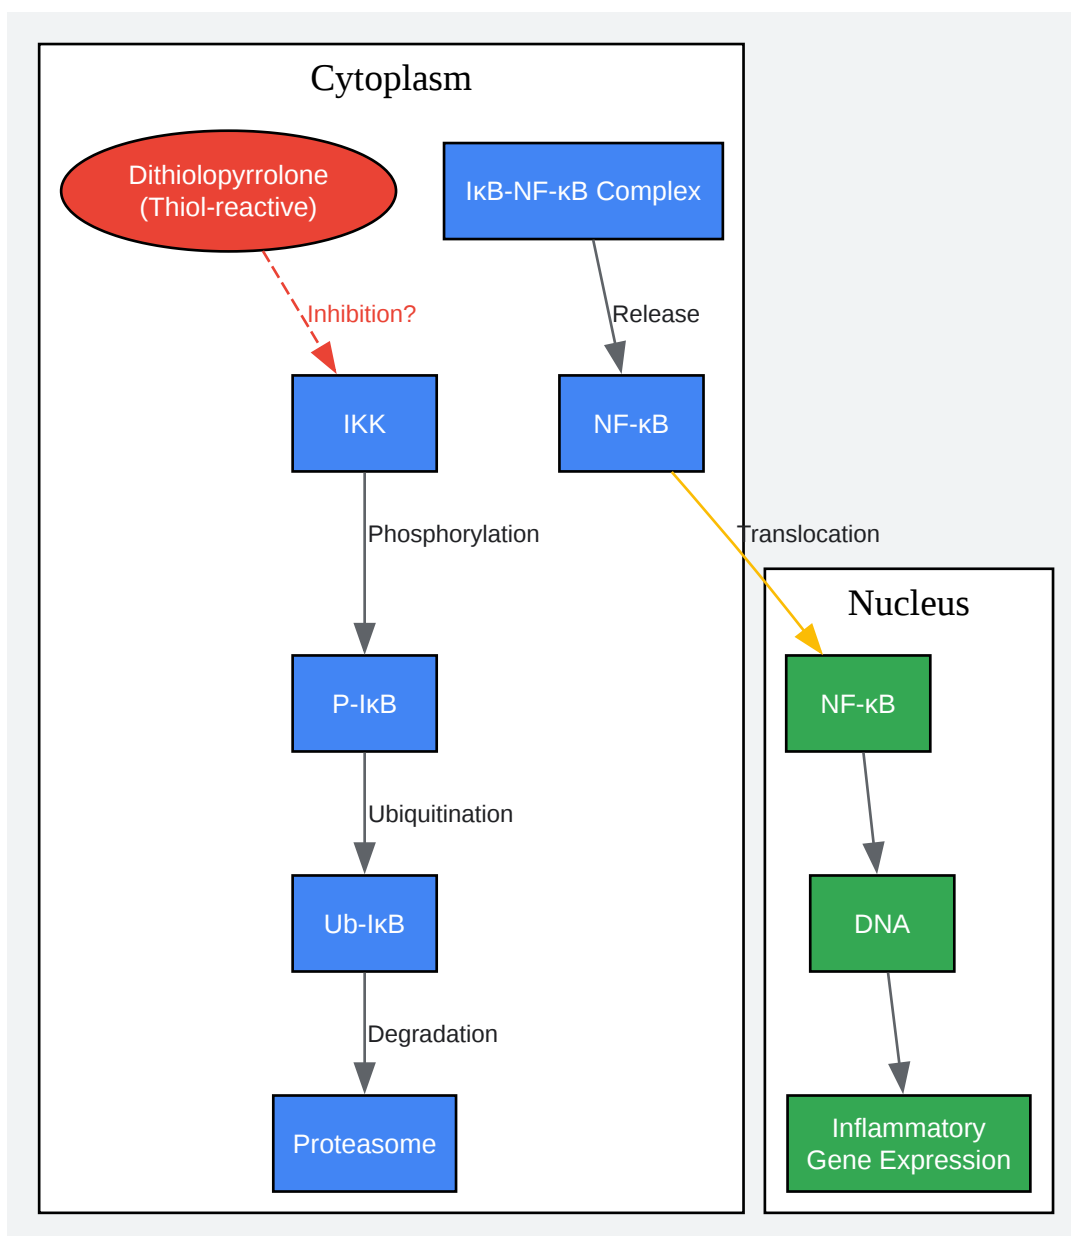 Cytoplasm
Dithiolopyrrolone
(Thiol-reactive)
IκB-NF-κB Complex
Inhibition?
Release
IKK
NF-κB
Phosphorylation
Translocation
Nucleus
P-IκB
NF-κB
Ubiquitination
Ub-IκB
DNA
Degradation
Proteasome
Inflammatory
Gene Expression